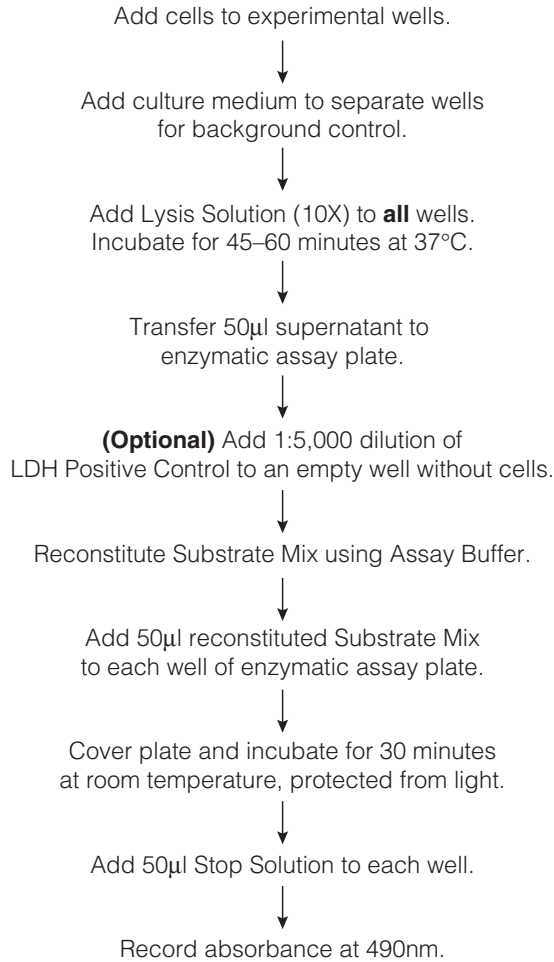 Add cells to experimental wells.
Add culture medium to separate wells
for background control.
Add Lysis Solution (10X) to all wells.
Incubate for 45–60 minutes at 37°C.
Transfer 50µl supernatant to
enzymatic assay plate.
(Optional) Add 1:5,000 dilution of
LDH Positive Control to an empty well without cells.
Reconstitute Substrate Mix using Assay Buffer.
Add 50µl reconstituted Substrate Mix
to each well of enzymatic assay plate.
Cover plate and incubate for 30 minutes
at room temperature, protected from light.
Add 50µl Stop Solution to each well.
Record absorbance at 490nm.